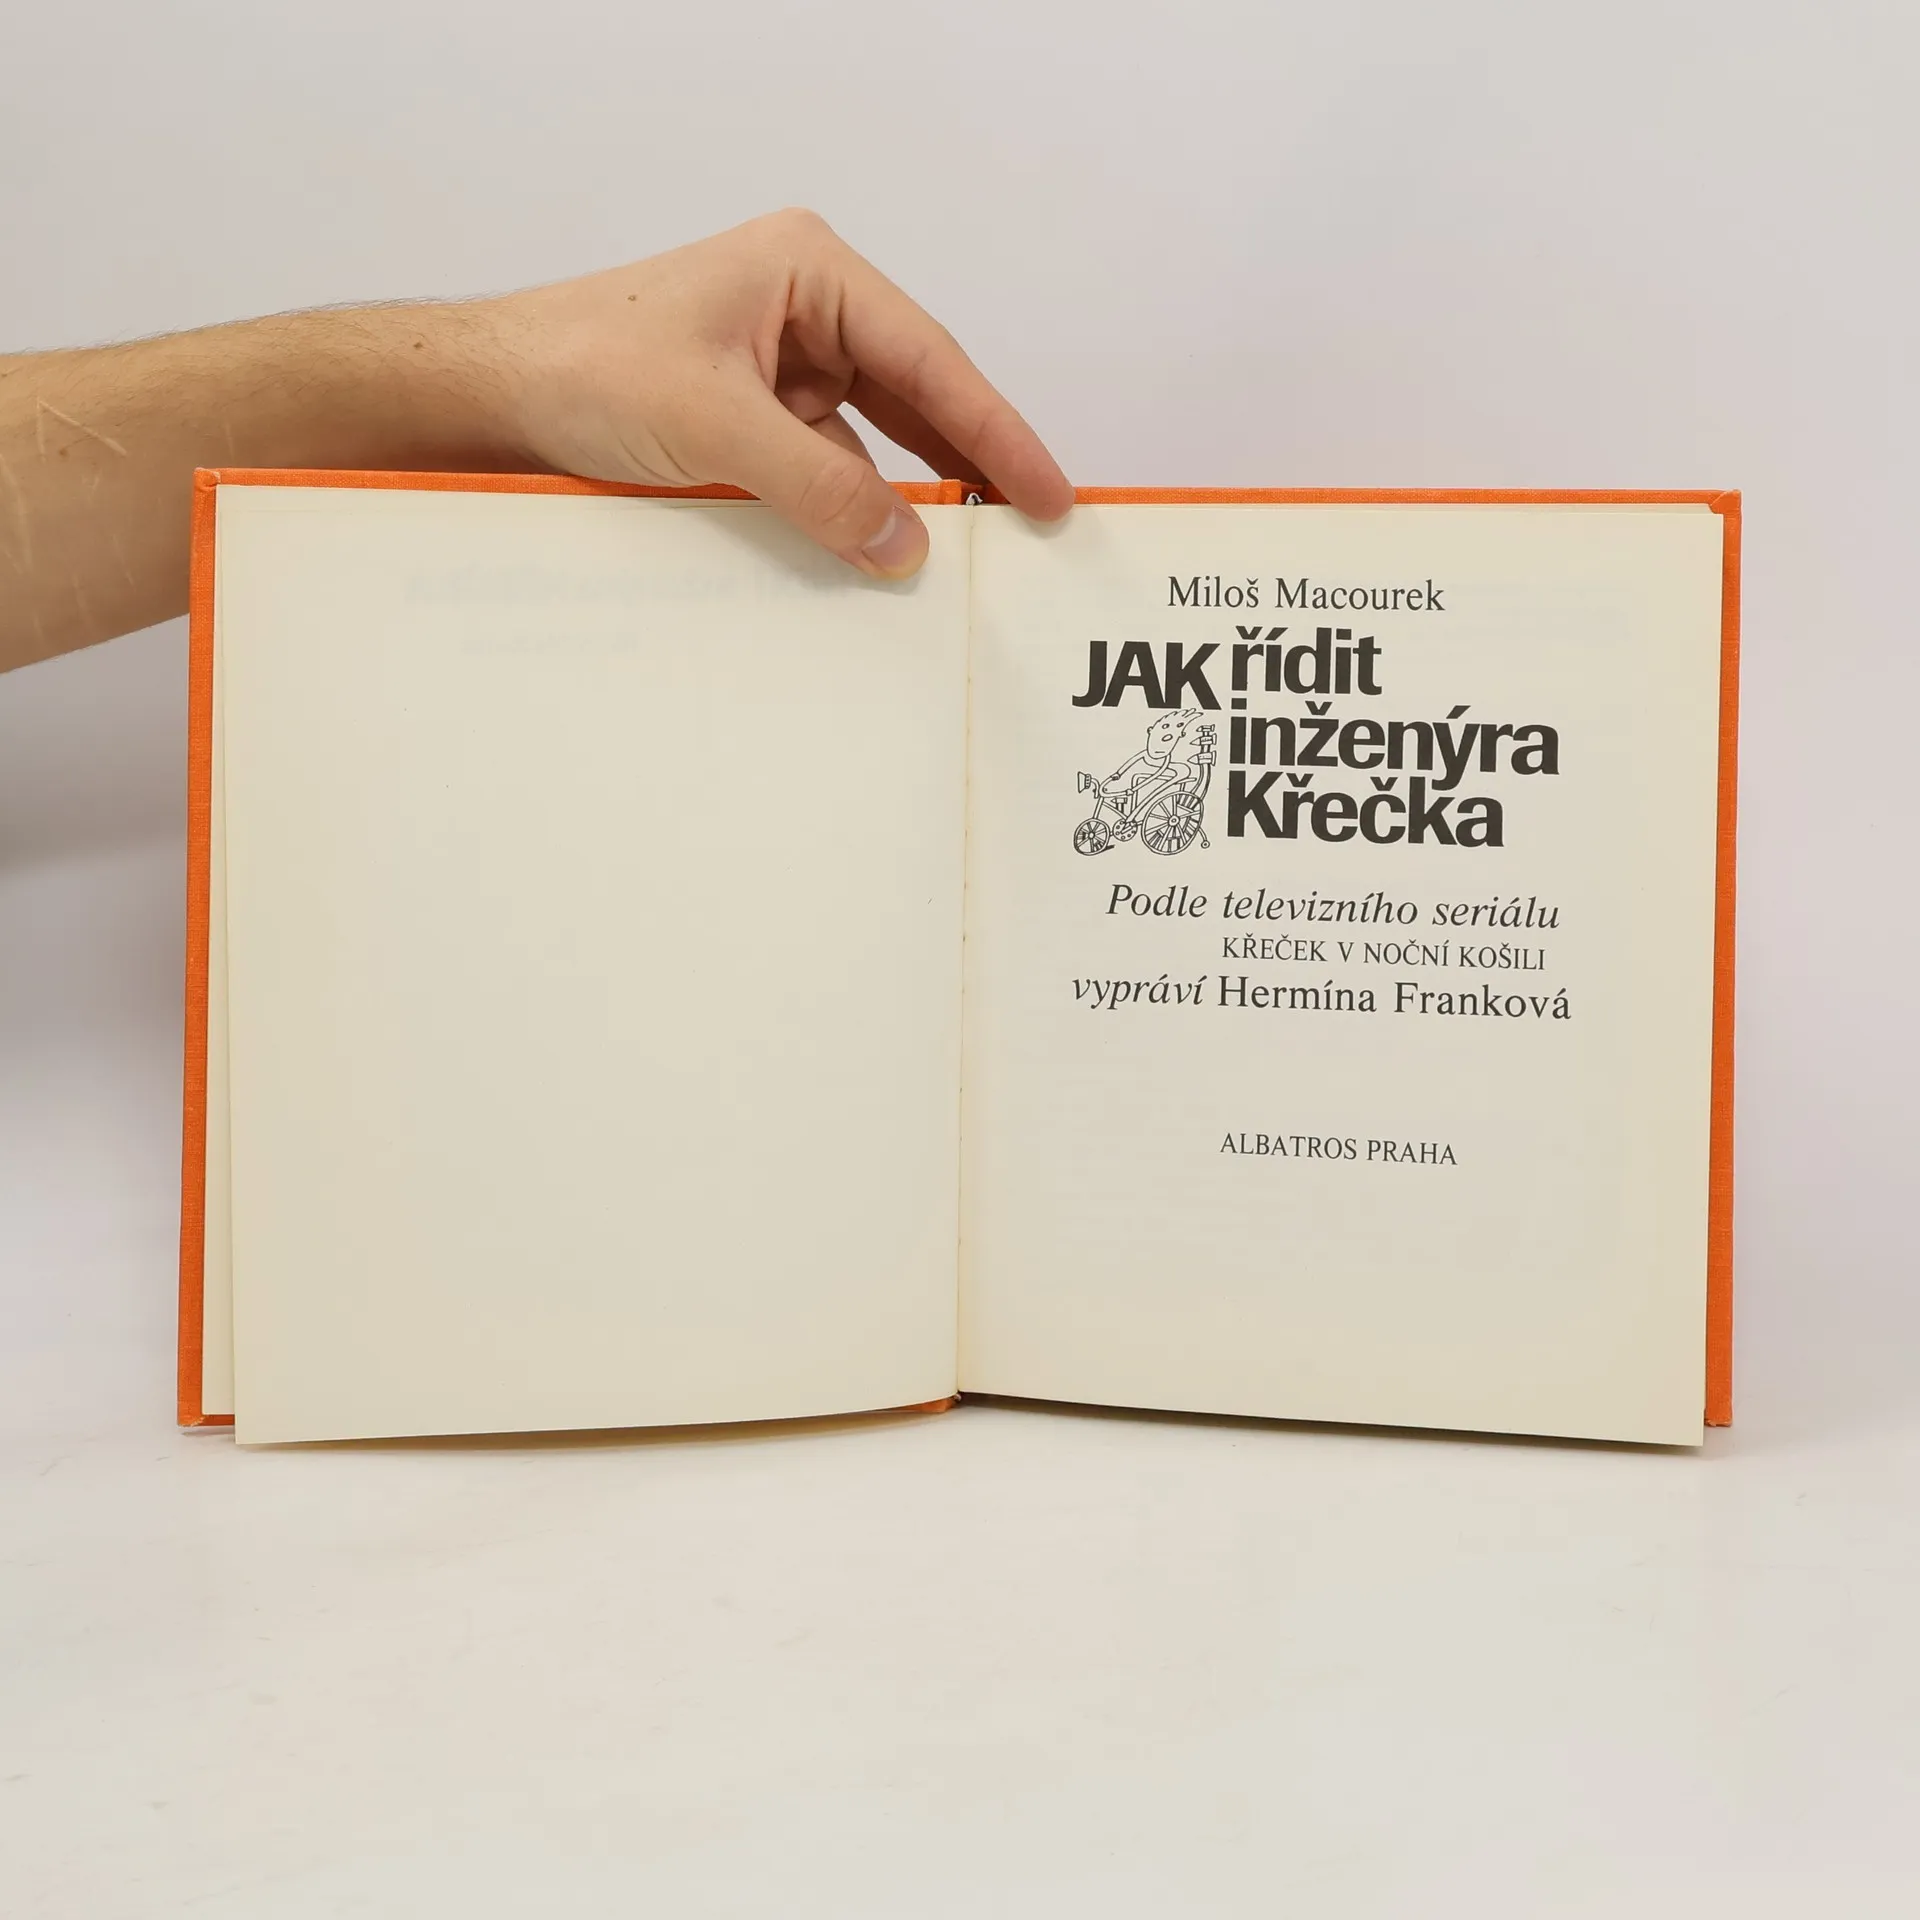 Miloš Macourek
JAK řídit
inženýra
Křečka
Podle televizního seriálu
KŘEČEK V NOČNÍ KOŠILI
vypráví Hermína Franková
ALBATROS PRAHA